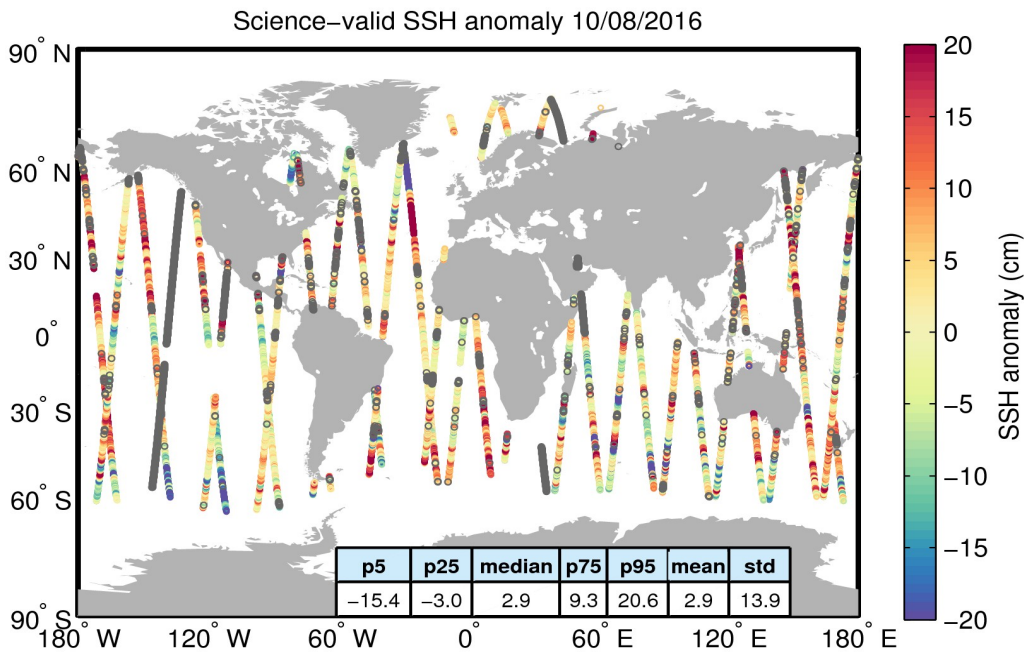 Science−valid SSH anomaly 10/08/2016
90° N
60° N
30° N
0°
30° S
60° S
90° S
180° W
120° W
60° W
0°
60° E
120° E
180° E
p5 p25 median p75 p95 mean std
−15.4 −3.0 2.9 9.3 20.6 2.9 13.9
20
15
10
5
0
−5
−10
−15
−20
SSH anomaly (cm)